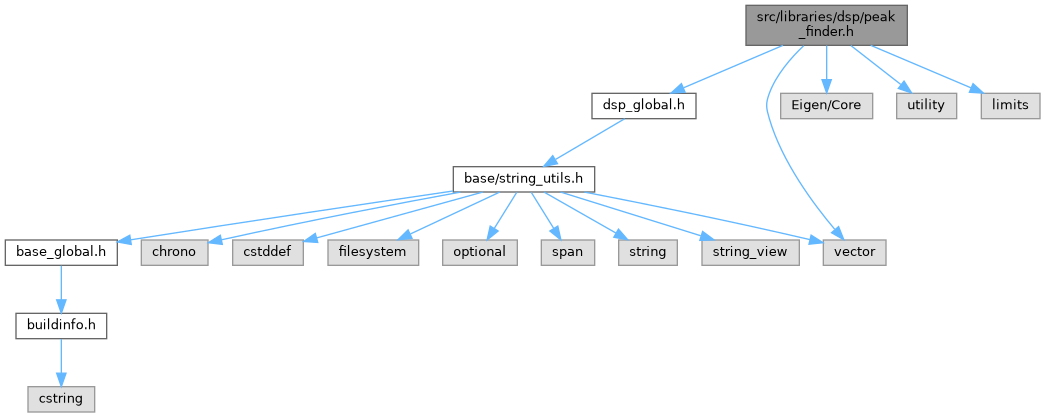 src/libraries/dsp/peak
_finder.h
dsp_global.h
Eigen/Core
utility
limits
base/string_utils.h
base_global.h
chrono
cstddef
filesystem
optional
span
string
string_view
vector
buildinfo.h
cstring